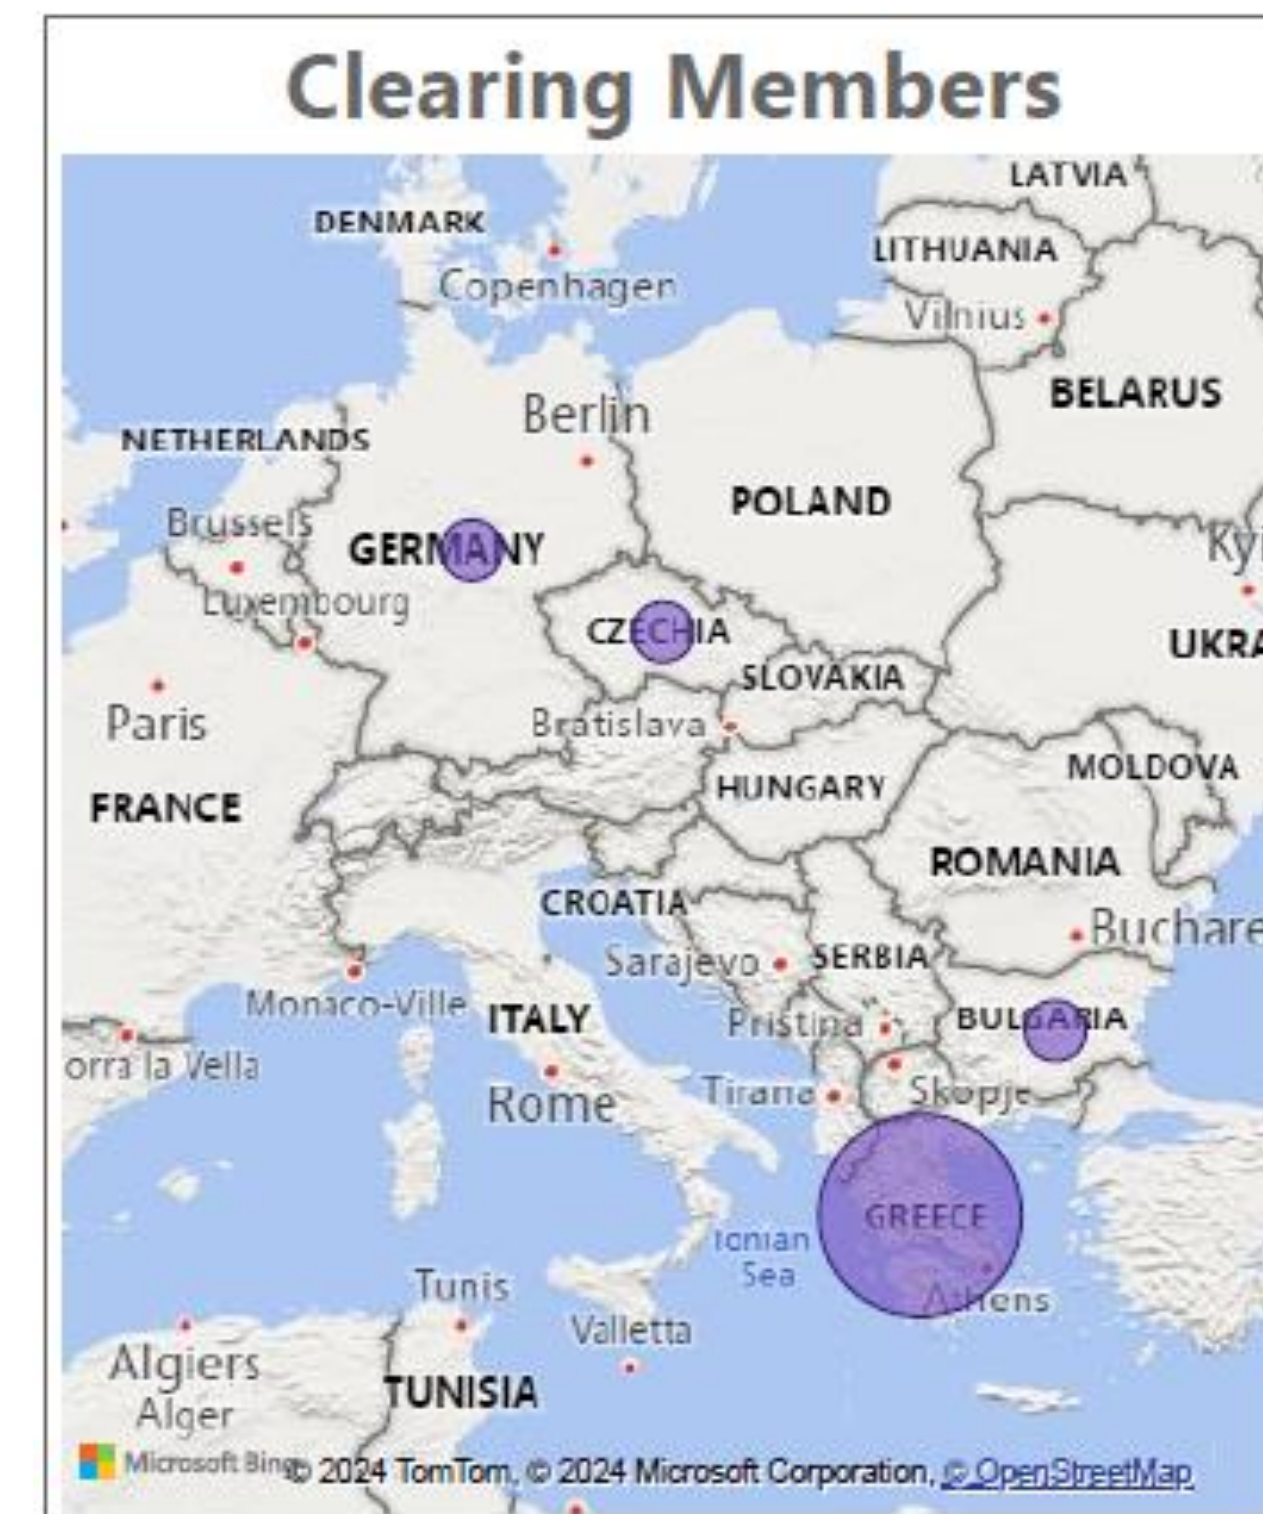 Clearing Members
LATVIA
DENMARK
LITHUANIA
Copenhagen
Vilnius
BELARUS
Berlin
NETHERLANDS
POLAND
Brussels
Kyi
GERMANY
Luxembourg
CZECHIA
UKRA
SLOVAKIA
Paris
Bratislava
MOLDOVA
HUNGARY
FRANCE
ROMANIA
CROATIA
Buchare
Sarajevo
SERBIA
Monaco-Ville
ITALY
Pristina
BULGARIA
orra la Vella
Rome
Tirana
Skopje
GREECE
Ionian
Sea
Tunis
Athens
Valletta
Algiers
Alger
TUNISIA
Microsoft Bing
© 2024 TomTom, © 2024 Microsoft Corporation, © OpenStreetMap